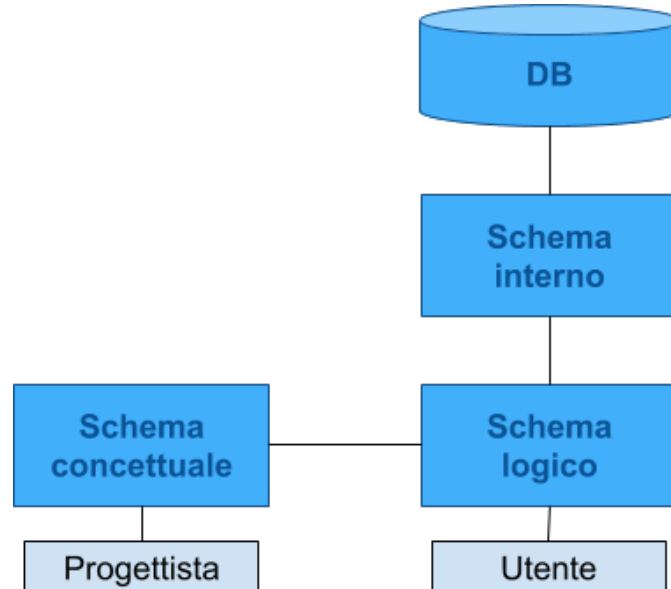 DB
Schema
interno
Schema
concettuale
Schema
logico
Progettista
Utente